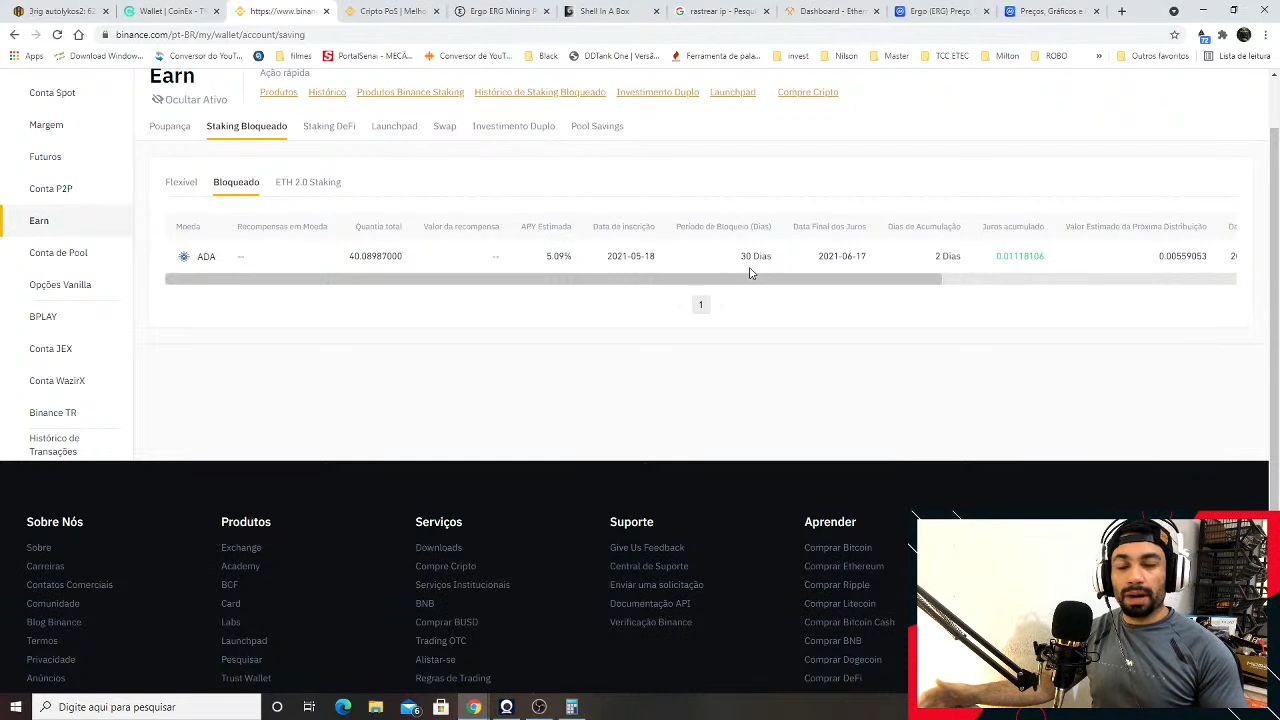 3rig autolykos2: 62
Wallet | CoinEx - Th
https://www.binanc
Cripto PoS | Melho
Ergo ERG Mining P
Shell In A Box
rastrear ip - Pesqui
Dashboard - Ether
Ergo (ERG) Preço
Preços, Gráficos e
binance.com/pt-BR/my/wallet/account/saving
72
Apps
Download Window...
Conversor de YouT...
filmes
PortalSenai — MECÂ...
Conversor de YouT...
Black
DDTank One ( Versã...
Ferramenta de pala...
invest
Nilson
Master
TCC ETEC
Milton
ROBO
»
Outros favoritos
Lista de leitura
Earn
Ocultar Ativo
Ação rápida
Produtos
Histórico
Produtos Binance Staking
Histórico de Staking Bloqueado
Investimento Duplo
Launchpad
Compre Cripto
Conta Spot
Margem
Futuros
Conta P2P
Earn
Conta de Pool
Opções Vanilla
BPLAY
Conta JEX
Conta WazirX
Binance TR
Histórico de
Transações
Poupança
Staking Bloqueado
Staking DeFi
Launchpad
Swap
Investimento Duplo
Pool Savings
Flexível
Bloqueado
ETH 2.0 Staking
Moeda
Recompensas em Moeda
Quantia total
Valor da recompensa
APY Estimada
Data de inscrição
Período de Bloqueio (Dias)
Data Final dos Juros
Dias de Acumulação
Juros acumulado
Valor Estimado da Próxima Distribuição
Da
ADA
--
40.08987000
--
5.09%
2021-05-18
30 Dias
2021-06-17
2 Dias
0.01118106
0.00559053
20
1
Sobre Nós
Sobre
Carreiras
Contatos Comerciais
Comunidade
Blog Binance
Termos
Privacidade
Anúncios
Produtos
Exchange
Academy
BCF
Card
Labs
Launchpad
Pesquisar
Trust Wallet
Serviços
Downloads
Compre Cripto
Serviços Institucionais
BNB
Comprar BUSD
Trading OTC
Alistar-se
Regras de Trading
Suporte
Give Us Feedback
Central de Suporte
Enviar uma solicitação
Documentação API
Verificação Binance
Aprender
Comprar Bitcoin
Comprar Ethereum
Comprar Ripple
Comprar Litecoin
Comprar Bitcoin Cash
Comprar BNB
Comprar Dogecoin
Comprar DeFi
Digite aqui para pesquisar
6